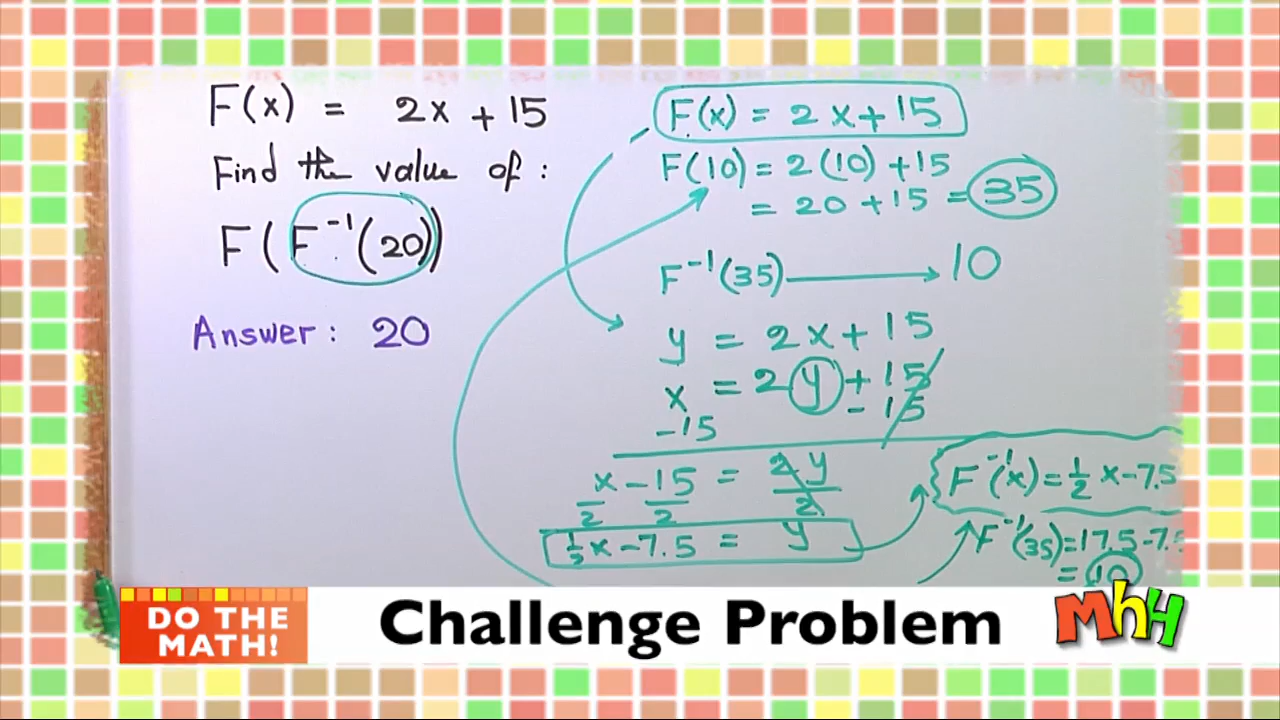 F(x) = 2x + 15
Find the value of :
F(F⁻¹(20))
Answer: 20
F(x) = 2x + 15
F(10) = 2(10) + 15
= 20 + 15 = 35
F⁻¹(35) → 10
y = 2x + 15
x = 2y + 15
-15 - 15
x - 15 = 2y
2 2 2
½x - 7.5 = y
F⁻¹(x) = ½x - 7.5
F⁻¹(35) = 17.5 - 7.5
= 10
DO THE
MATH!
Challenge Problem
MhH